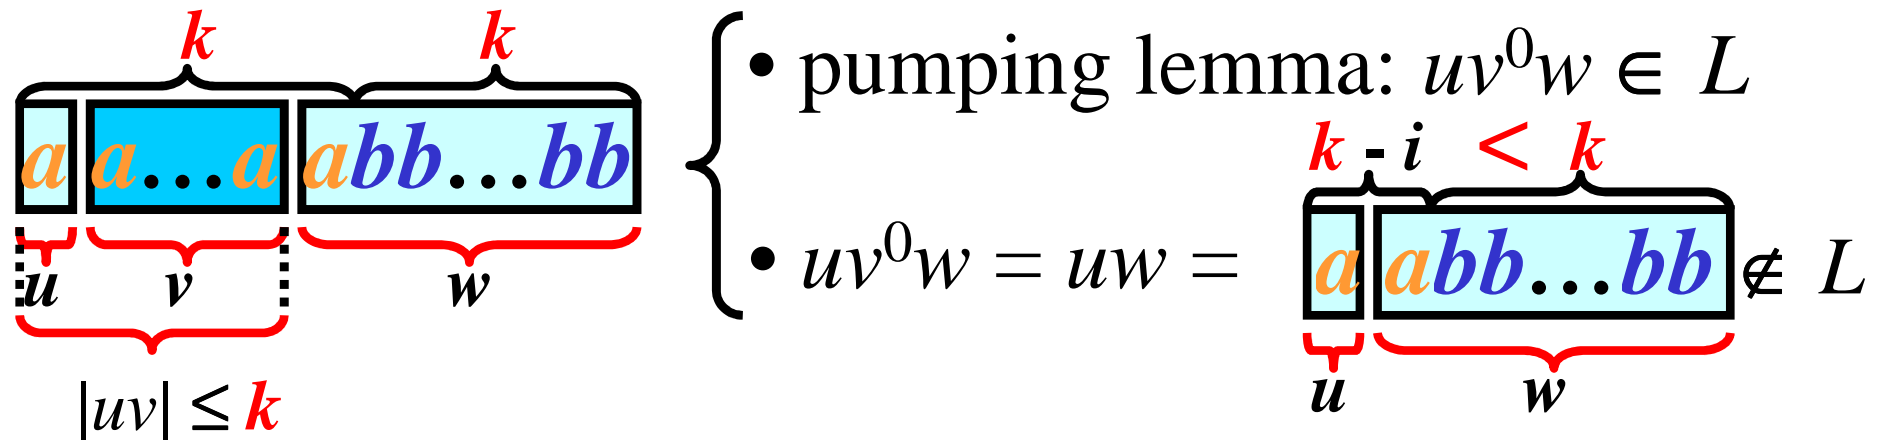 k k
a a…a abb…bb
u v w
|uv| ≤ k
• pumping lemma: uv⁰w ∈ L
k - i < k
• uv⁰w = uw = a abb…bb ∉ L
u w